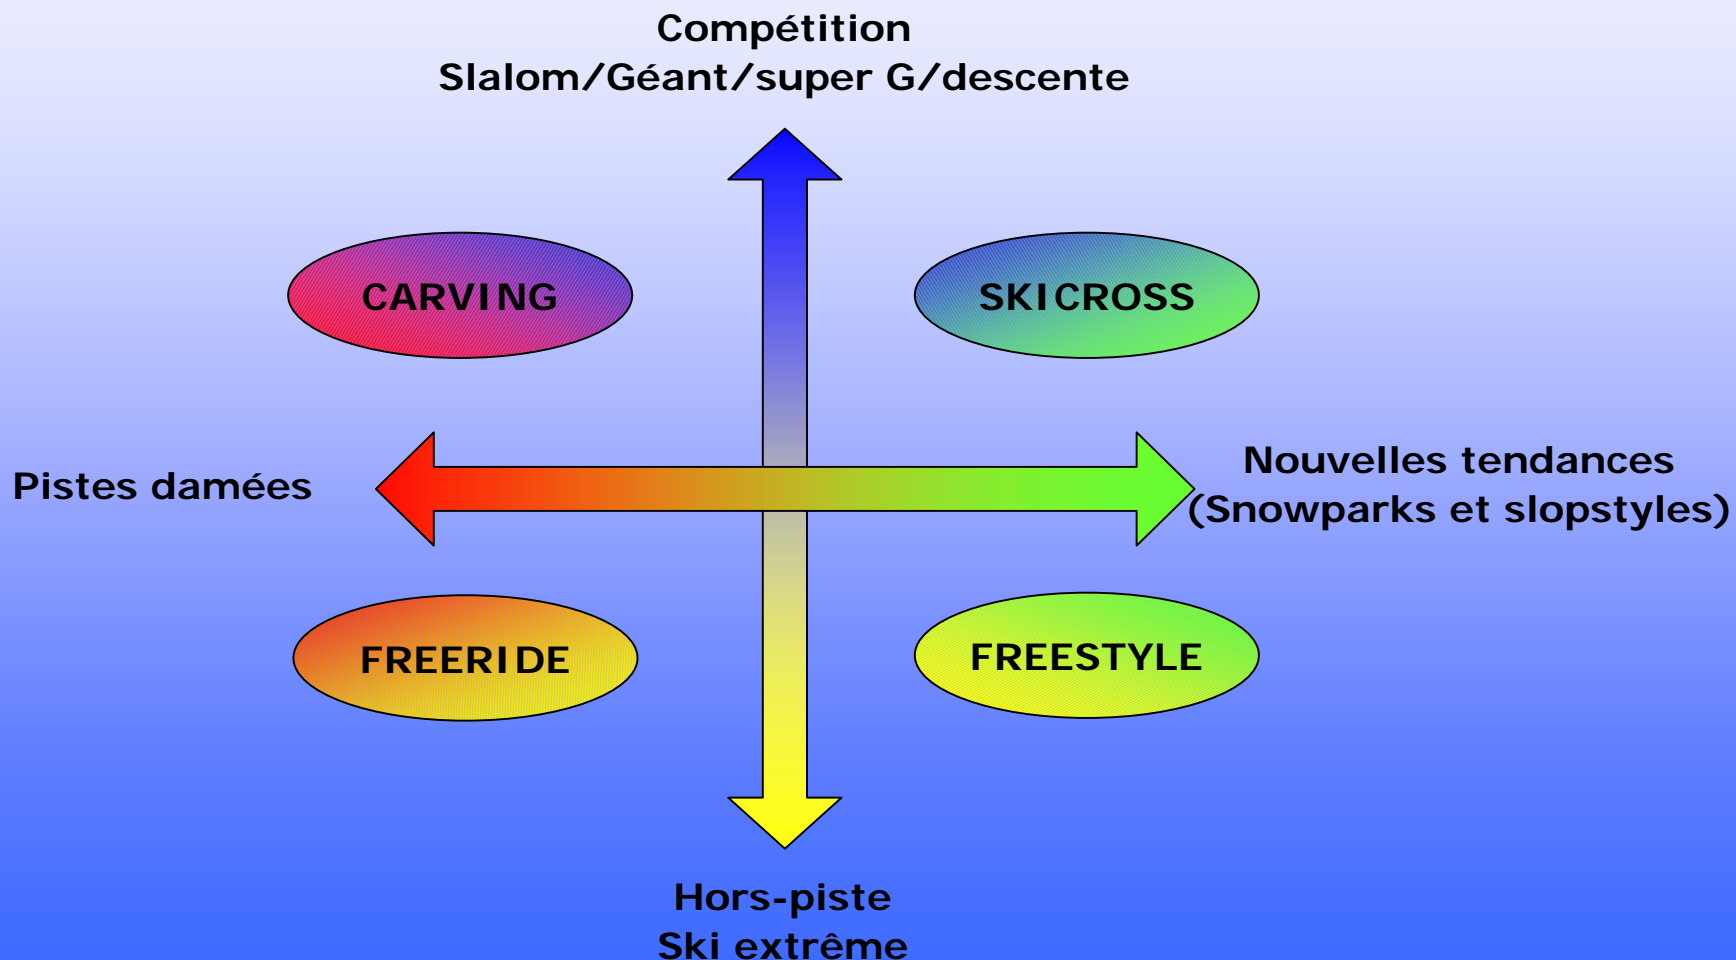 Compétition
Slalom/Géant/super G/descente
CARVING
SKICROSS
Pistes damées
Nouvelles tendances
(Snowparks et slopstyles)
FREERIDE
FREESTYLE
Hors-piste
Ski extrême